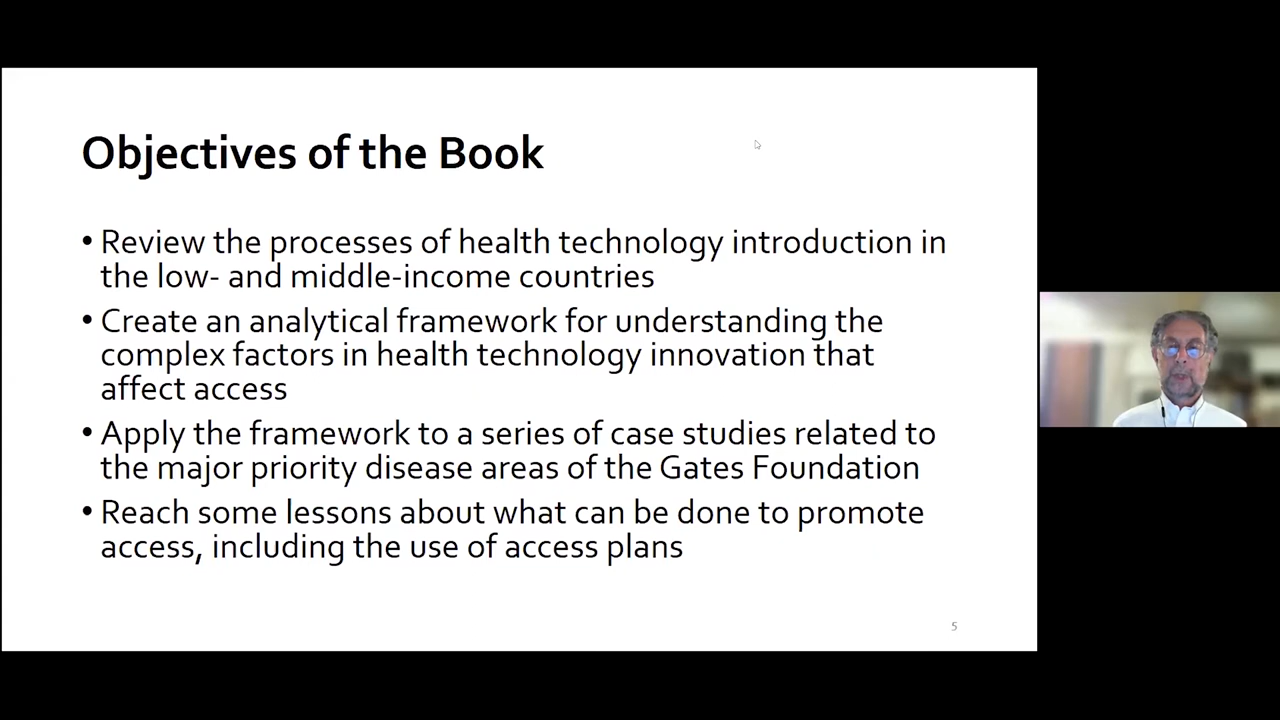 Objectives of the Book
• Review the processes of health technology introduction in
the low- and middle-income countries
• Create an analytical framework for understanding the
complex factors in health technology innovation that
affect access
• Apply the framework to a series of case studies related to
the major priority disease areas of the Gates Foundation
• Reach some lessons about what can be done to promote
access, including the use of access plans
5